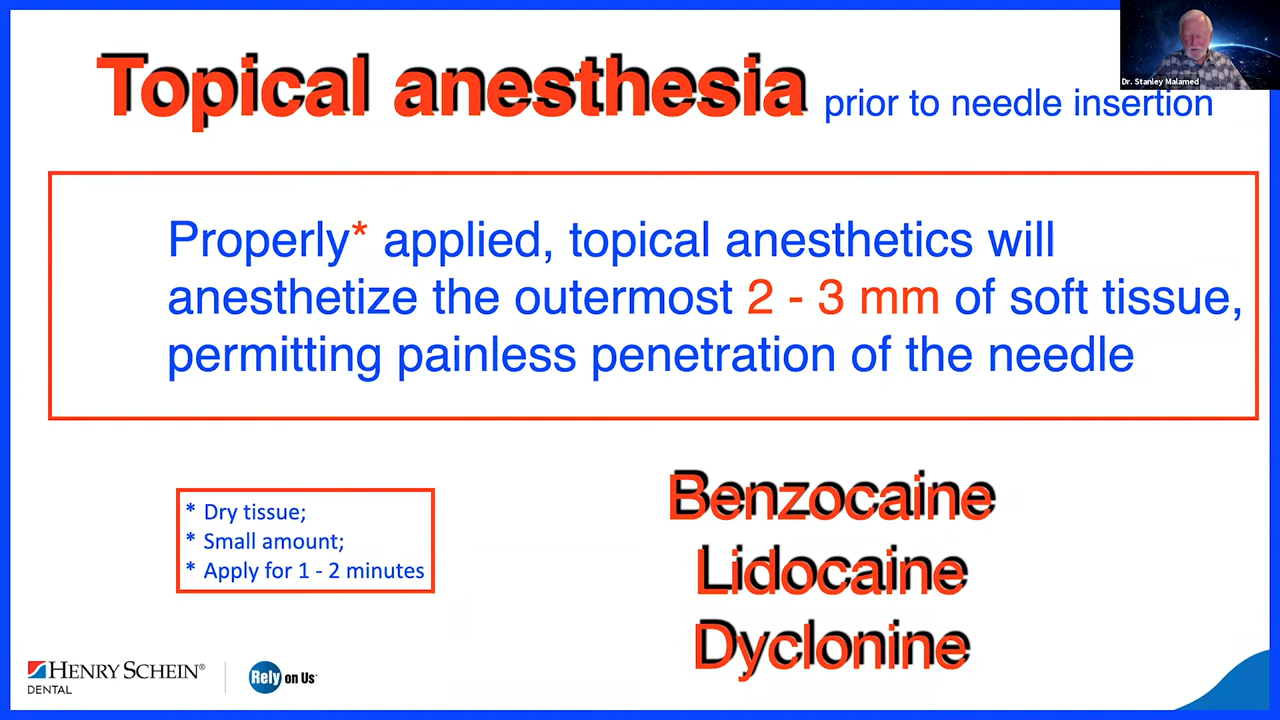 Topical anesthesia prior to needle insertion
Dr. Stanley Malamed
Properly* applied, topical anesthetics will
anesthetize the outermost 2 - 3 mm of soft tissue,
permitting painless penetration of the needle
* Dry tissue;
* Small amount;
* Apply for 1 - 2 minutes
Benzocaine
Lidocaine
Dyclonine
HENRY SCHEIN®
DENTAL
Rely on Us™